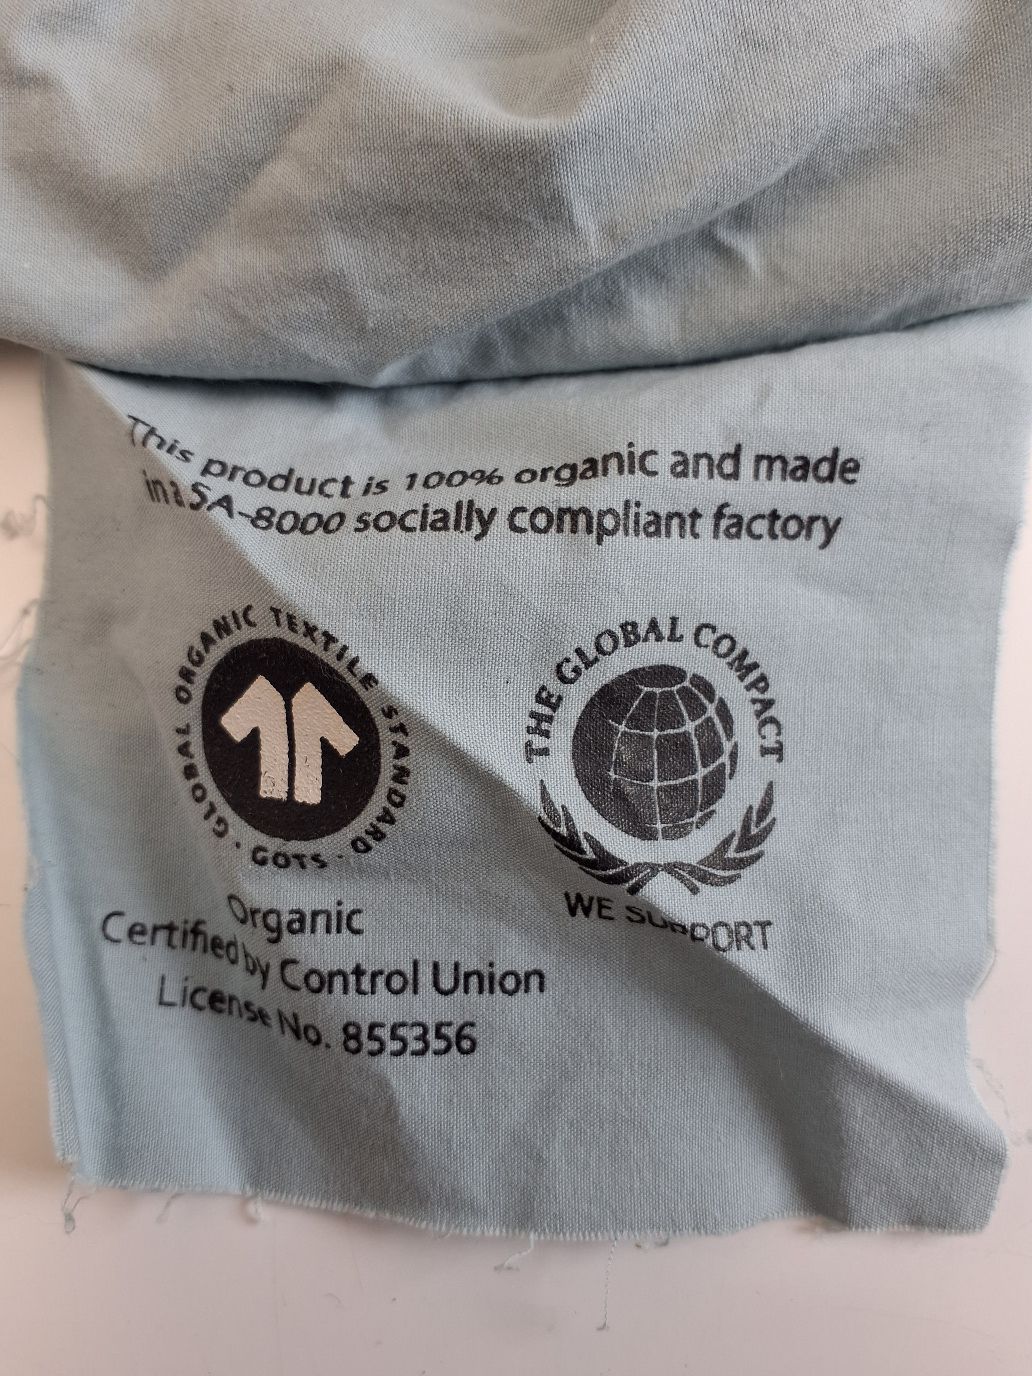 This product is 100% organic and made
in a SA-8000 socially compliant factory
GLOBAL ORGANIC TEXTILE STANDARD · GOTS ·
THE GLOBAL COMPACT
WE SUPPORT
Organic
Certified by Control Union
License No. 855356